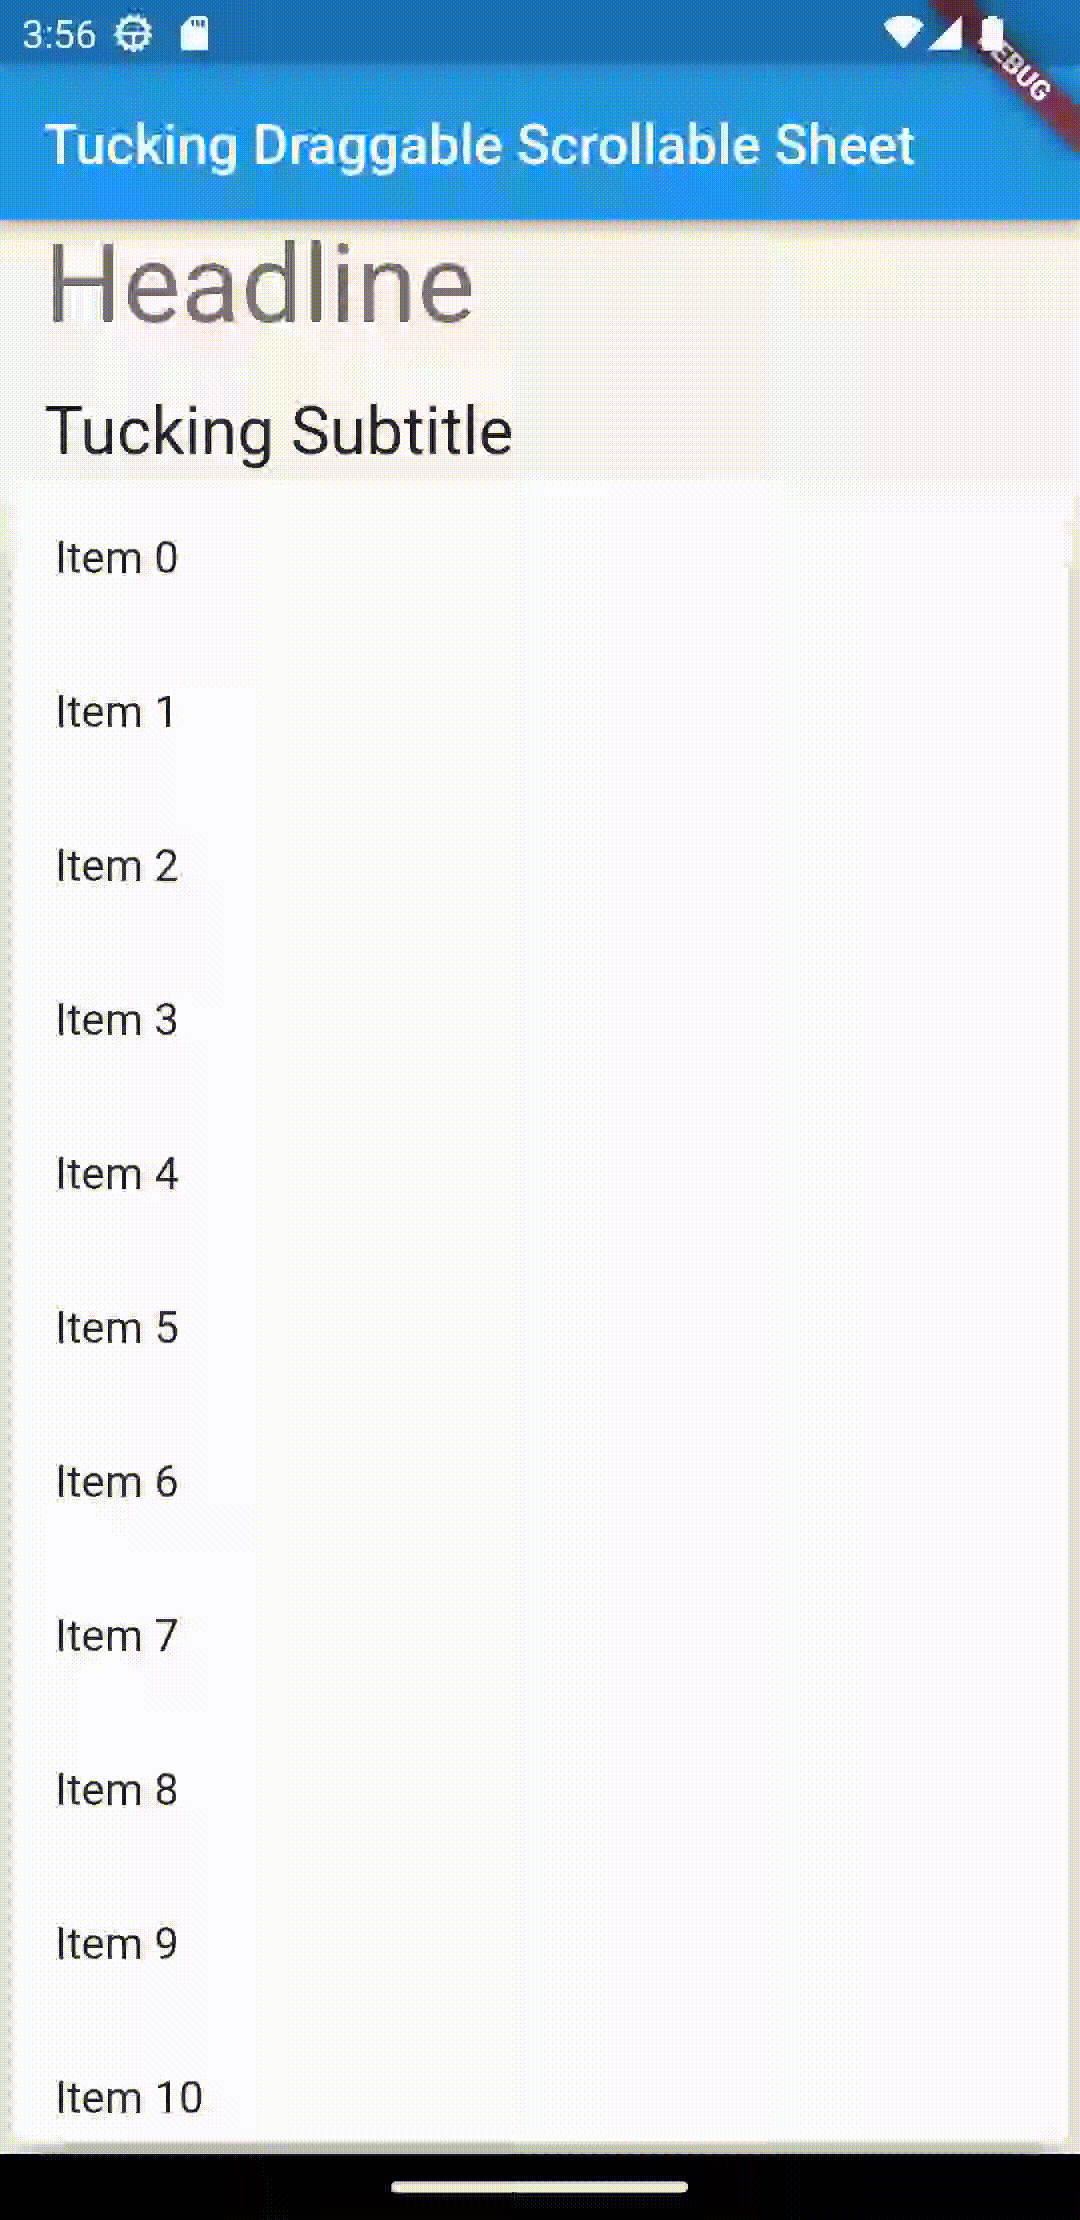 3:56
Tucking Draggable Scrollable Sheet
Headline
Tucking Subtitle
Item 0
Item 1
Item 2
Item 3
Item 4
Item 5
Item 6
Item 7
Item 8
Item 9
Item 10